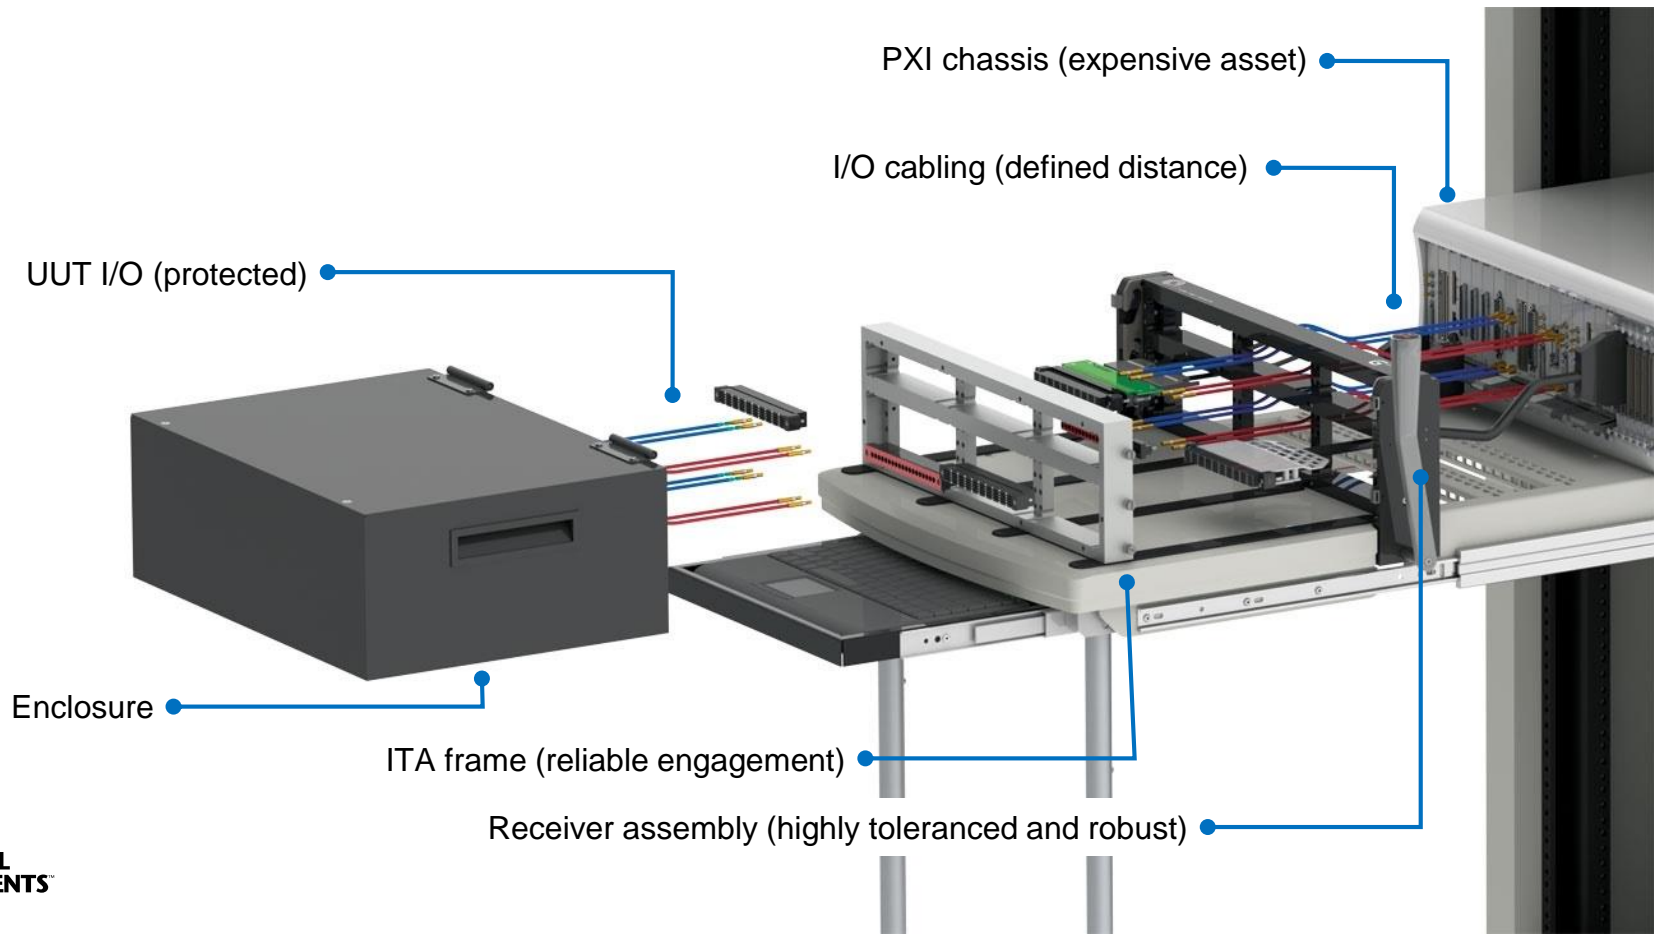 PXI chassis (expensive asset)
I/O cabling (defined distance)
UUT I/O (protected)
Enclosure
ITA frame (reliable engagement)
Receiver assembly (highly toleranced and robust)
ENTS™